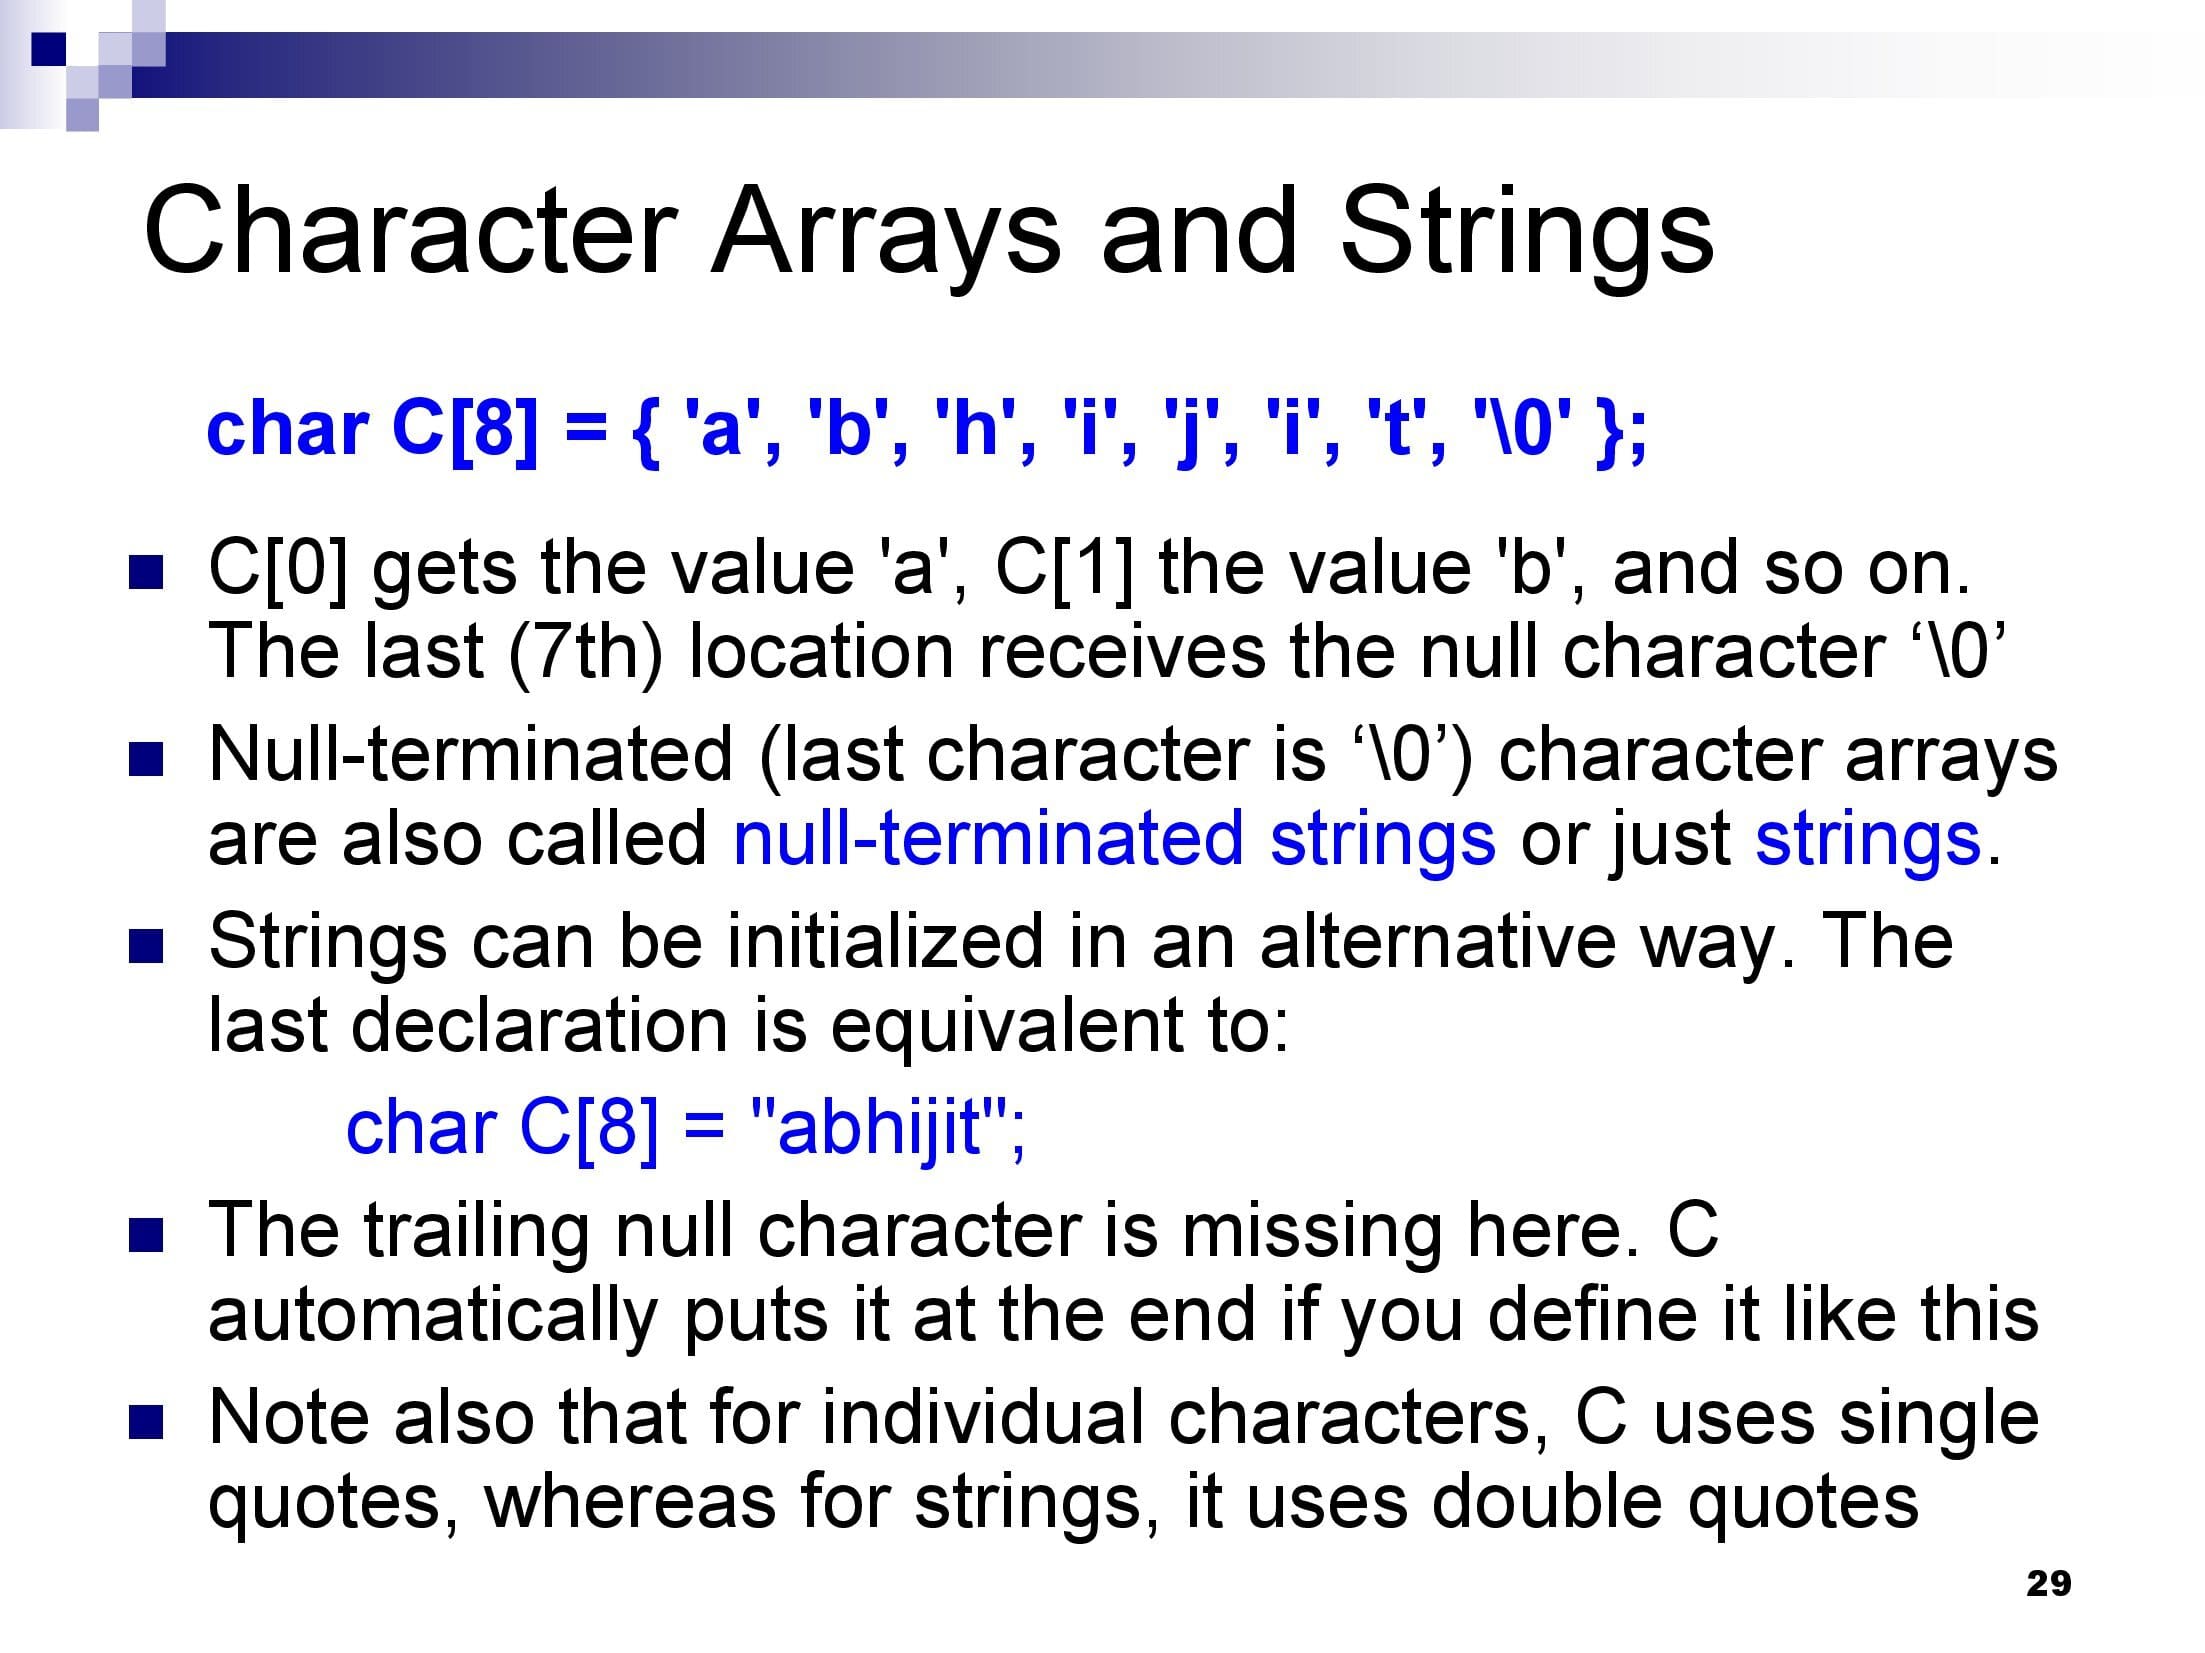 Character Arrays and Strings
char C[8] = { 'a', 'b', 'h', 'i', 'j', 'i', 't', '\0' };
C[0] gets the value 'a', C[1] the value 'b', and so on.
The last (7th) location receives the null character ‘\0’
Null-terminated (last character is ‘\0’) character arrays
are also called null-terminated strings or just strings.
Strings can be initialized in an alternative way. The
last declaration is equivalent to:
char C[8] = "abhijit";
The trailing null character is missing here. C
automatically puts it at the end if you define it like this
Note also that for individual characters, C uses single
quotes, whereas for strings, it uses double quotes
29